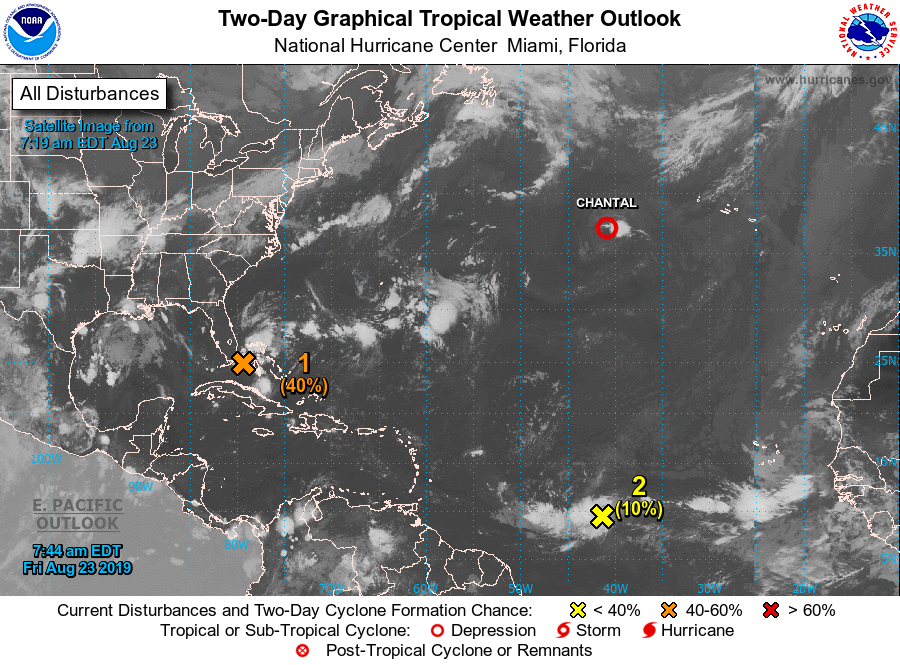 Two-Day Graphical Tropical Weather Outlook
National Hurricane Center Miami, Florida
NOAA
NATIONAL WEATHER SERVICE
www.hurricanes.gov
All Disturbances
Satellite Image from
7:19 am EDT Aug 23
CHANTAL
35N
25N
1
(40%)
15N
2
(10%)
100W
90W
80W
70W
60W
50W
40W
30W
20W
5N
E. PACIFIC
OUTLOOK
7:44 am EDT
Fri Aug 23 2019
Current Disturbances and Two-Day Cyclone Formation Chance: < 40% 40-60% > 60%
Tropical or Sub-Tropical Cyclone: Depression Storm Hurricane
Post-Tropical Cyclone or Remnants